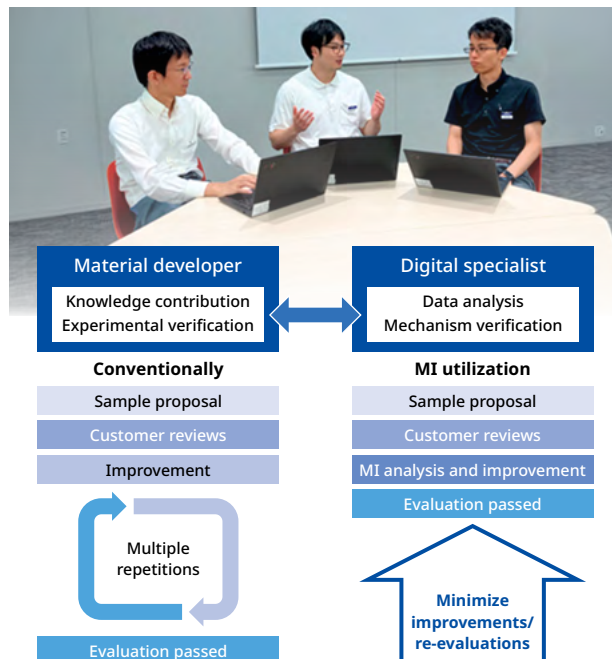 Material developer
Knowledge contribution
Experimental verification
Digital specialist
Data analysis
Mechanism verification
Conventionally
Sample proposal
Customer reviews
Improvement
Multiple
repetitions
Evaluation passed
MI utilization
Sample proposal
Customer reviews
MI analysis and improvement
Evaluation passed
Minimize
improvements/
re-evaluations